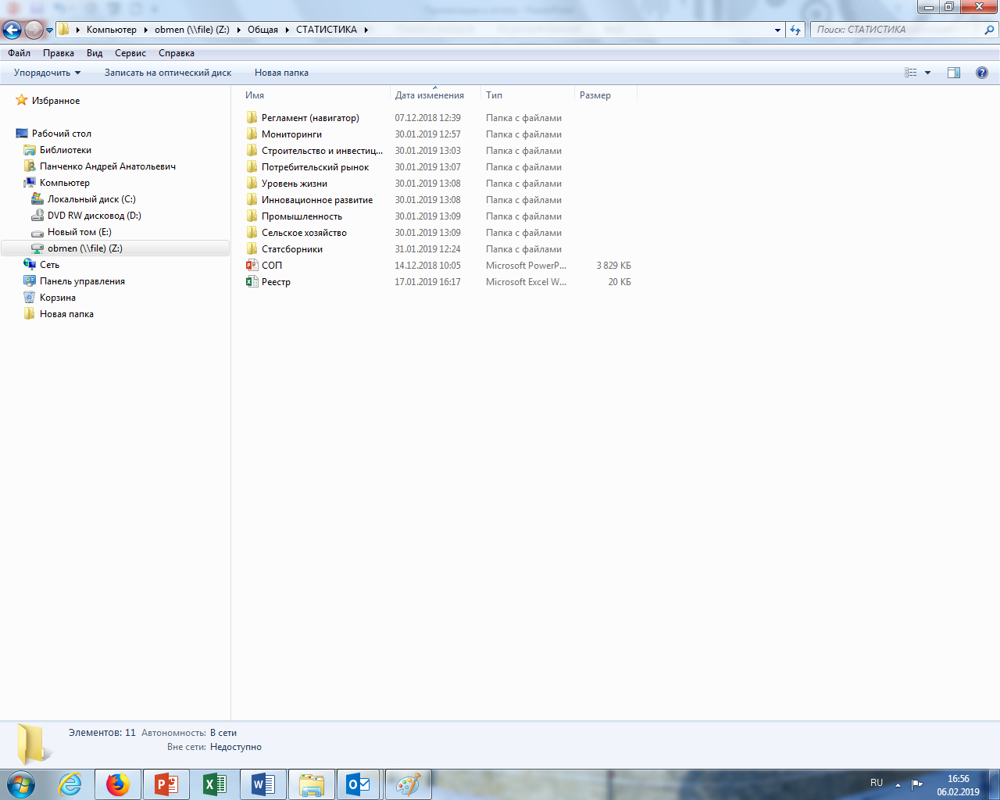 Компьютер obmen (\\file) (Z:) Общая СТАТИСТИКА
Поиск: СТАТИСТИКА
Файл Правка Вид Сервис Справка
Упорядочить Записать на оптический диск Новая папка
Избранное
Рабочий стол
Библиотеки
Панченко Андрей Анатольевич
Компьютер
Локальный диск (C:)
DVD RW дисковод (D:)
Новый том (E:)
obmen (\\file) (Z:)
Сеть
Панель управления
Корзина
Новая папка
Имя Дата изменения Тип Размер
Регламент (навигатор) 07.12.2018 12:39 Папка с файлами
Мониторинги 30.01.2019 12:57 Папка с файлами
Строительство и инвестиц... 30.01.2019 13:03 Папка с файлами
Потребительский рынок 30.01.2019 13:07 Папка с файлами
Уровень жизни 30.01.2019 13:08 Папка с файлами
Инновационное развитие 30.01.2019 13:08 Папка с файлами
Промышленность 30.01.2019 13:09 Папка с файлами
Сельское хозяйство 30.01.2019 13:09 Папка с файлами
Статсборники 31.01.2019 12:24 Папка с файлами
СОП 14.12.2018 10:05 Microsoft PowerP... 3 829 КБ
Реестр 17.01.2019 16:17 Microsoft Excel W... 20 КБ
Элементов: 11 Автономность: В сети
Вне сети: Недоступно
RU 16:56
06.02.2019